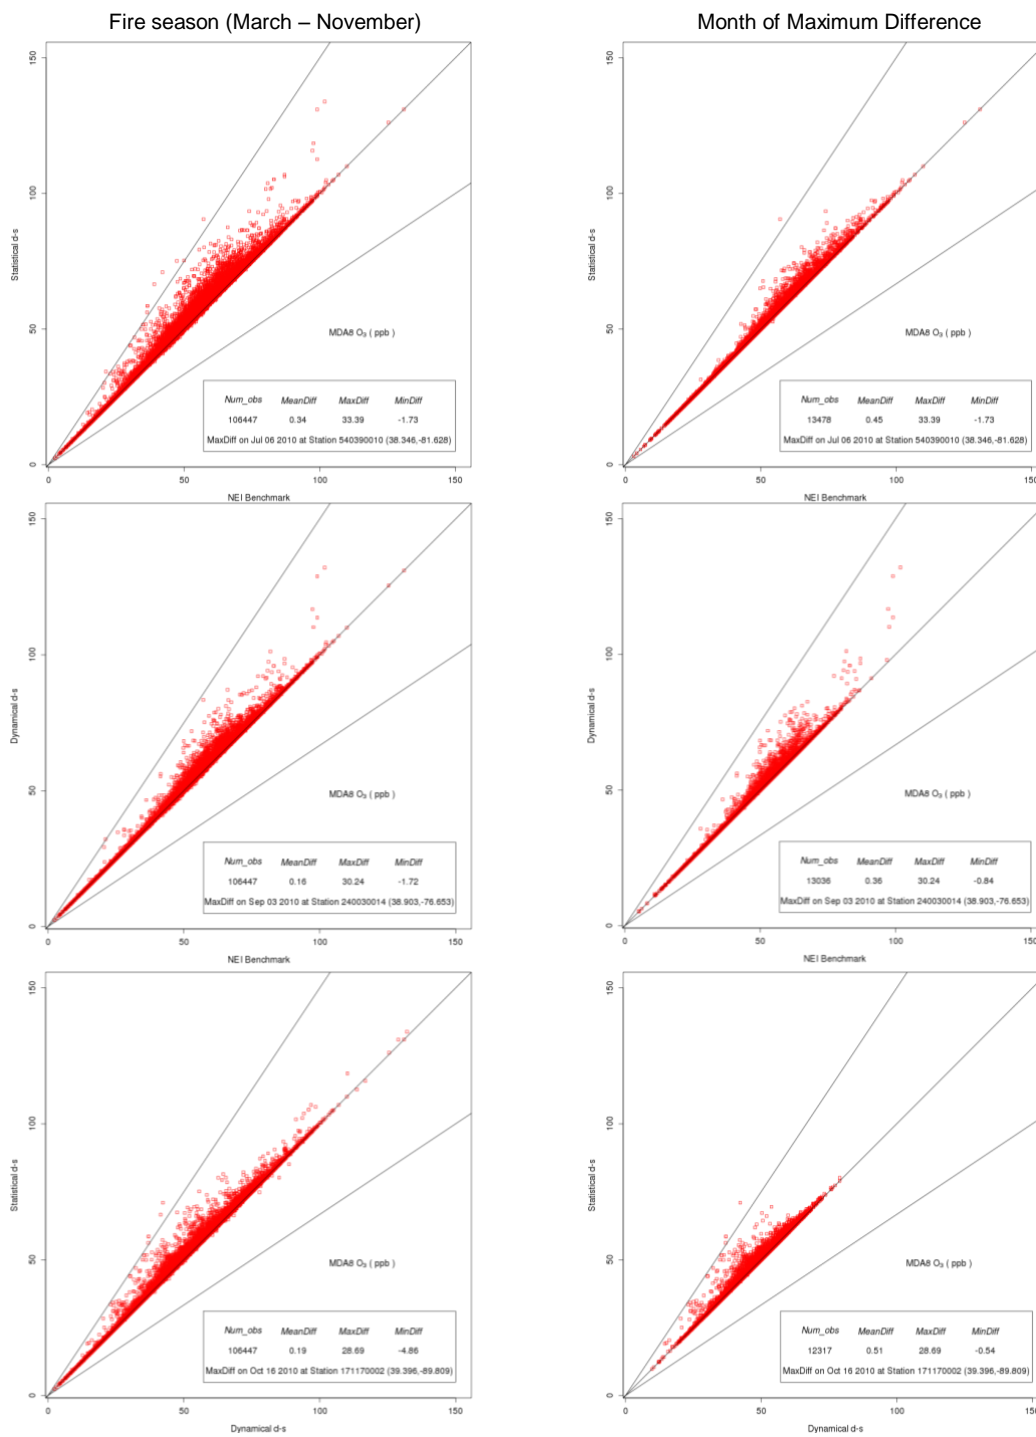 Fire season (March – November)
Month of Maximum Difference
150
100
50
0
Statistical d-s
MDA8 O₃ ( ppb )
Num_obs MeanDiff MaxDiff MinDiff
106447 0.34 33.39 -1.73
MaxDiff on Jul 06 2010 at Station 540390010 (38.346,-81.628)
0 50 100 150
NEI Benchmark
150
100
50
0
Statistical d-s
MDA8 O₃ ( ppb )
Num_obs MeanDiff MaxDiff MinDiff
13478 0.45 33.39 -1.73
MaxDiff on Jul 06 2010 at Station 540390010 (38.346,-81.628)
0 50 100 150
NEI Benchmark
150
100
50
0
Dynamical d-s
MDA8 O₃ ( ppb )
Num_obs MeanDiff MaxDiff MinDiff
106447 0.16 30.24 -1.72
MaxDiff on Sep 03 2010 at Station 240030014 (38.903,-76.653)
0 50 100 150
NEI Benchmark
150
100
50
0
Dynamical d-s
MDA8 O₃ ( ppb )
Num_obs MeanDiff MaxDiff MinDiff
13036 0.36 30.24 -0.84
MaxDiff on Sep 03 2010 at Station 240030014 (38.903,-76.653)
0 50 100 150
NEI Benchmark
150
100
50
0
Statistical d-s
MDA8 O₃ ( ppb )
Num_obs MeanDiff MaxDiff MinDiff
106447 0.19 28.69 -4.86
MaxDiff on Oct 16 2010 at Station 171170002 (39.396,-89.809)
0 50 100 150
Dynamical d-s
150
100
50
0
Statistical d-s
MDA8 O₃ ( ppb )
Num_obs MeanDiff MaxDiff MinDiff
12317 0.51 28.69 -0.54
MaxDiff on Oct 16 2010 at Station 171170002 (39.396,-89.809)
0 50 100 150
Dynamical d-s